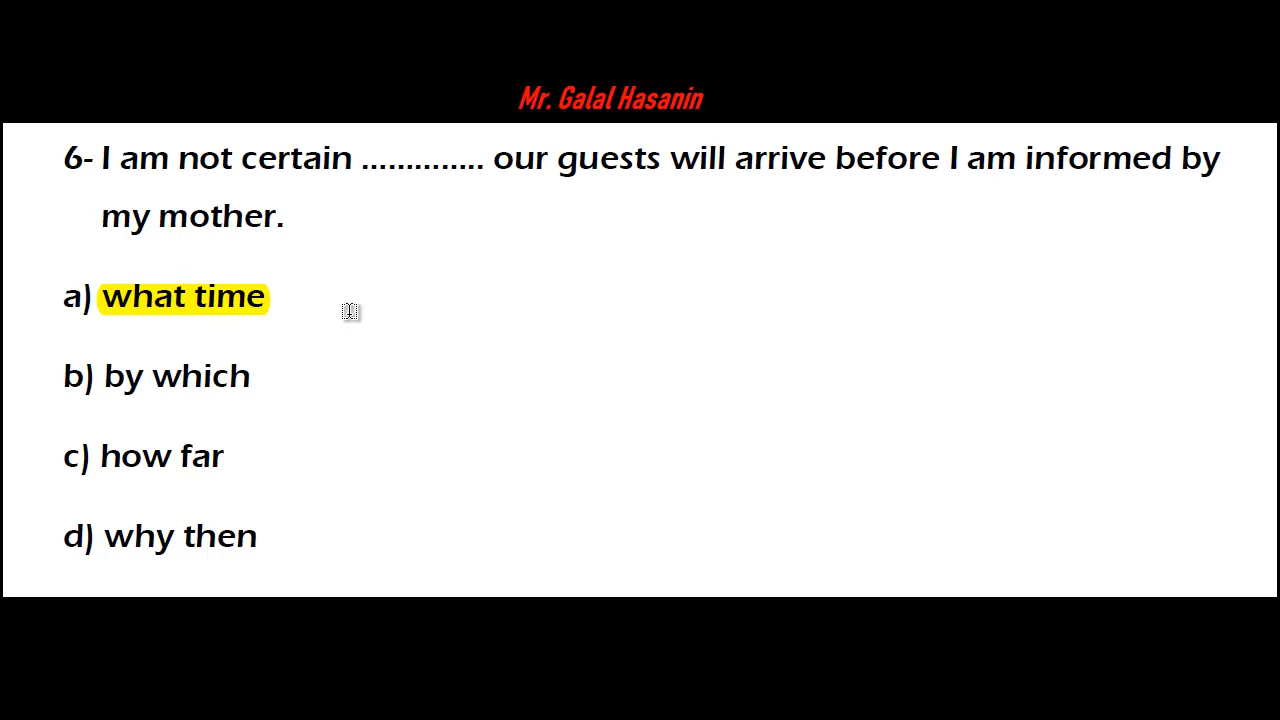 Mr. Galal Hasanin
6- I am not certain .............. our guests will arrive before I am informed by
my mother.
a) what time
b) by which
c) how far
d) why then